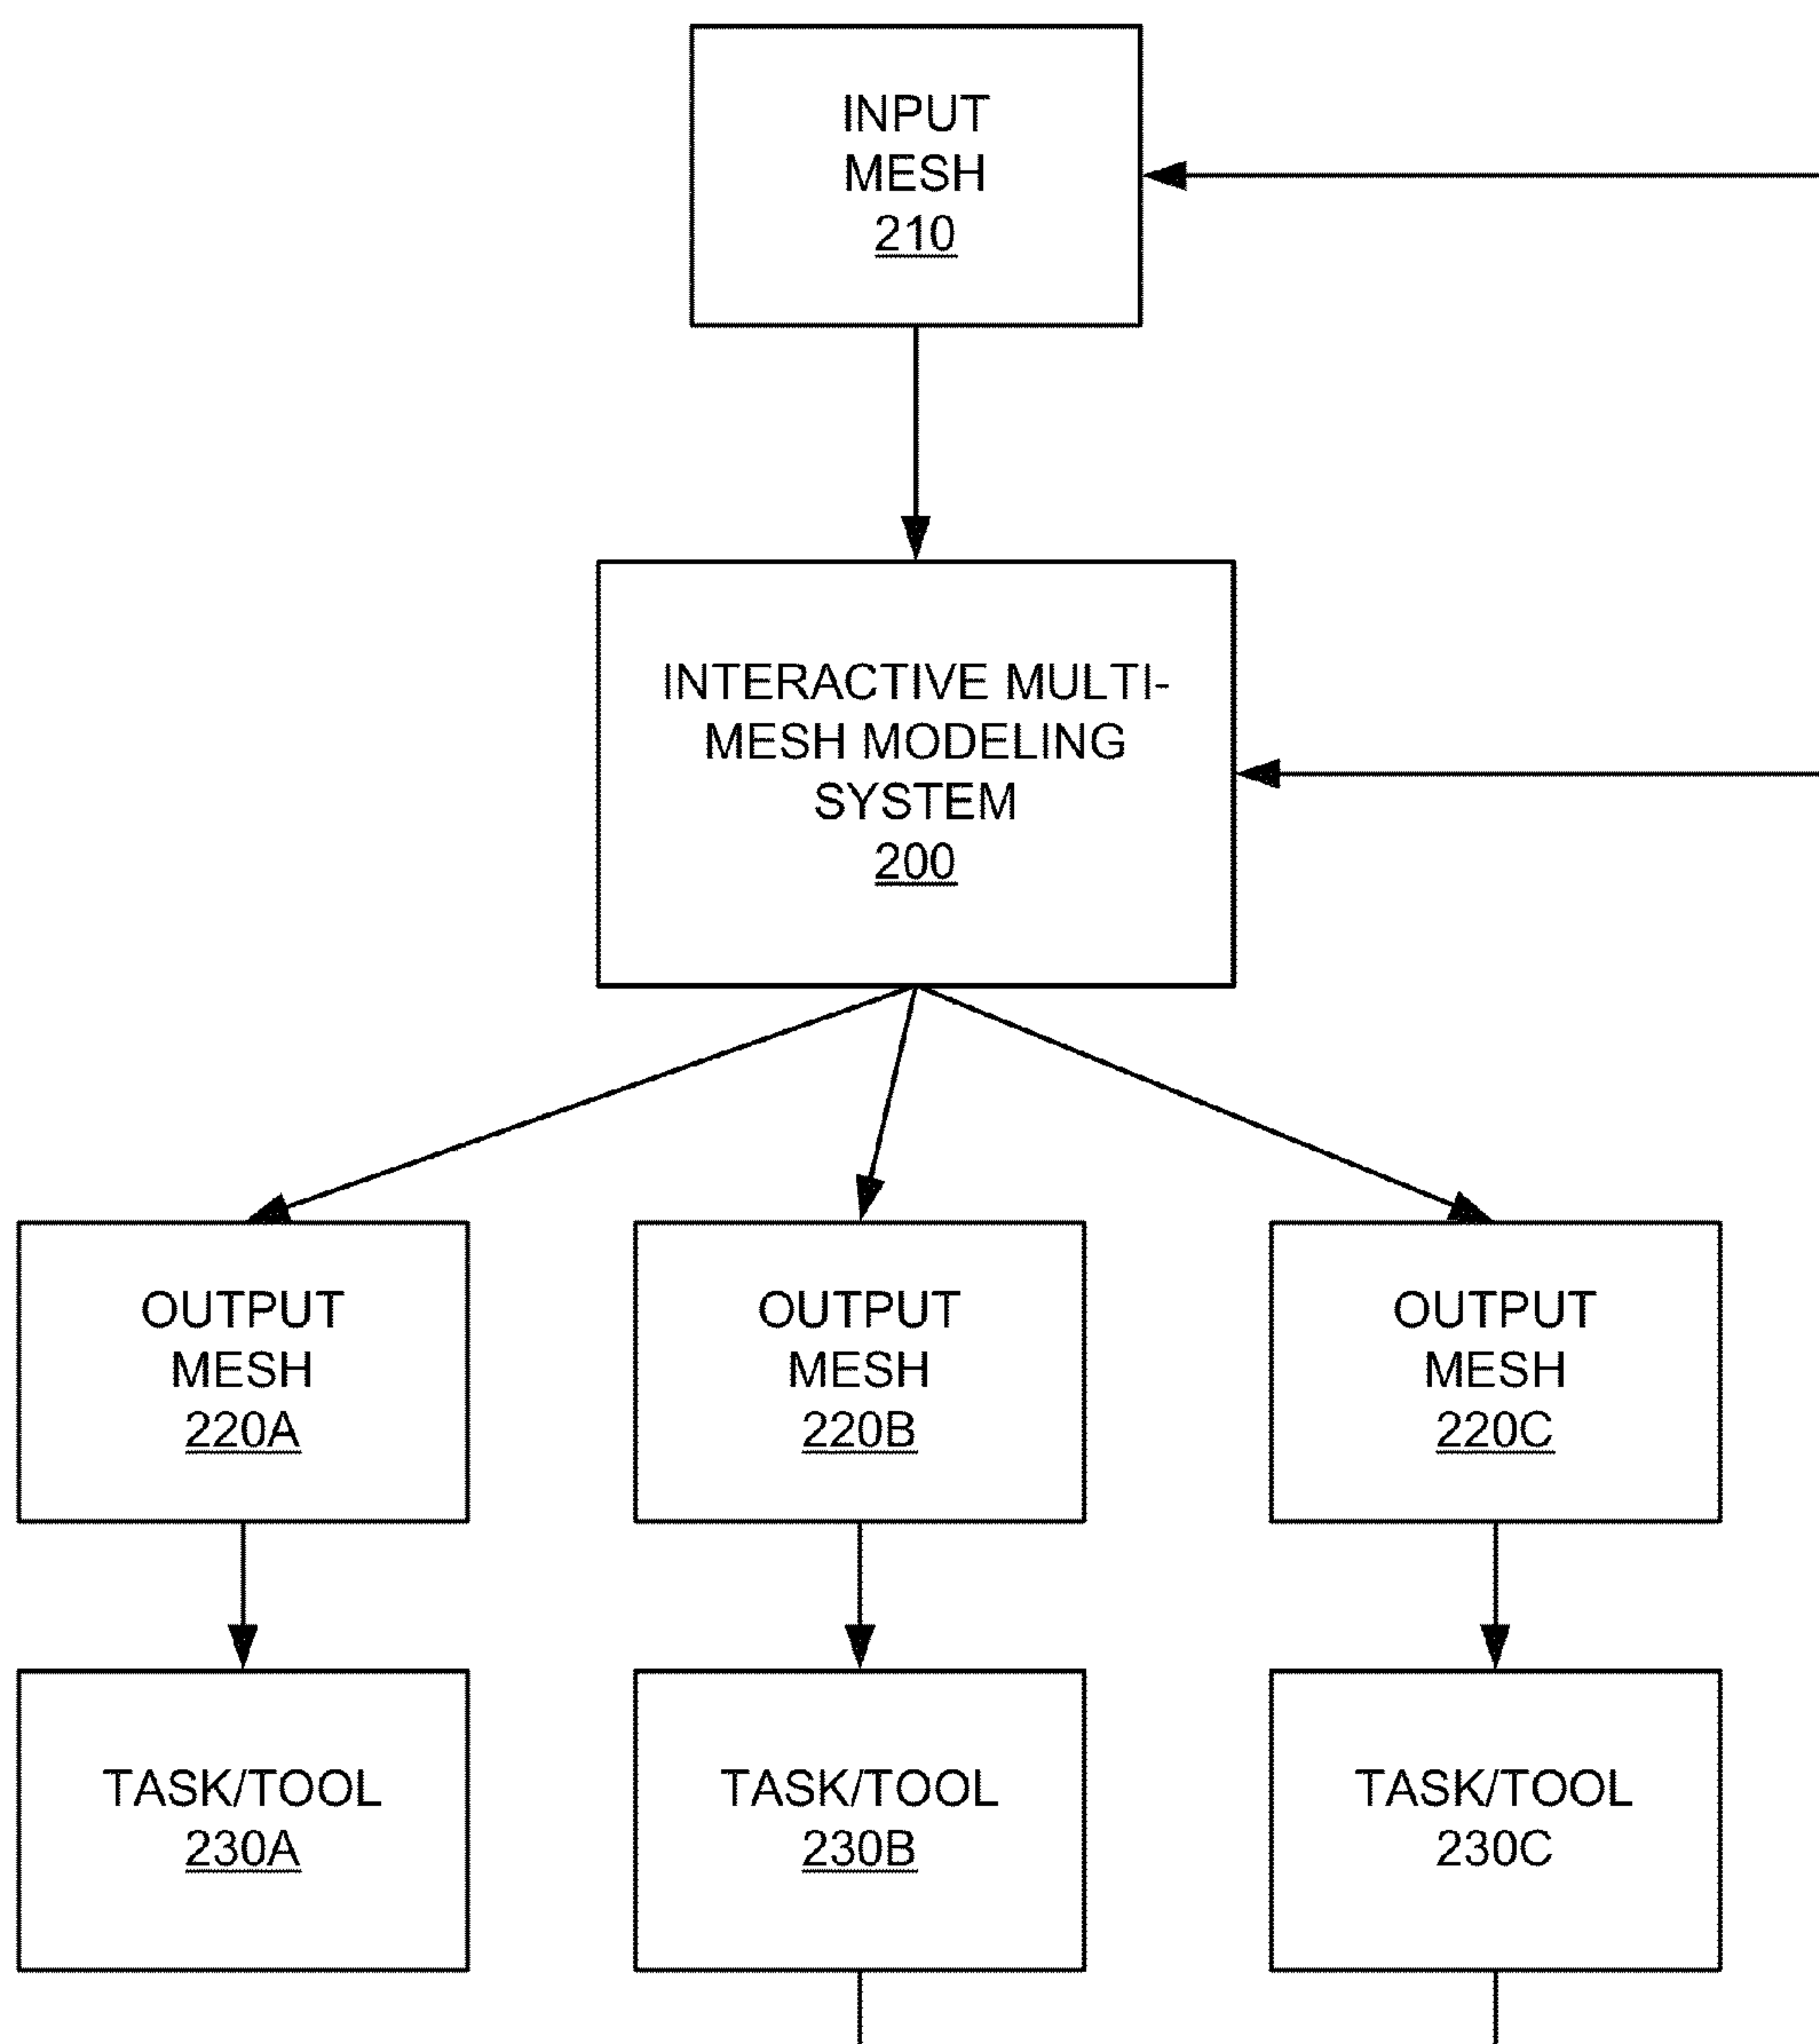 INPUT
MESH
210
INTERACTIVE MULTI-
MESH MODELING
SYSTEM
200
OUTPUT
MESH
220A
OUTPUT
MESH
220B
OUTPUT
MESH
220C
TASK/TOOL
230A
TASK/TOOL
230B
TASK/TOOL
230C